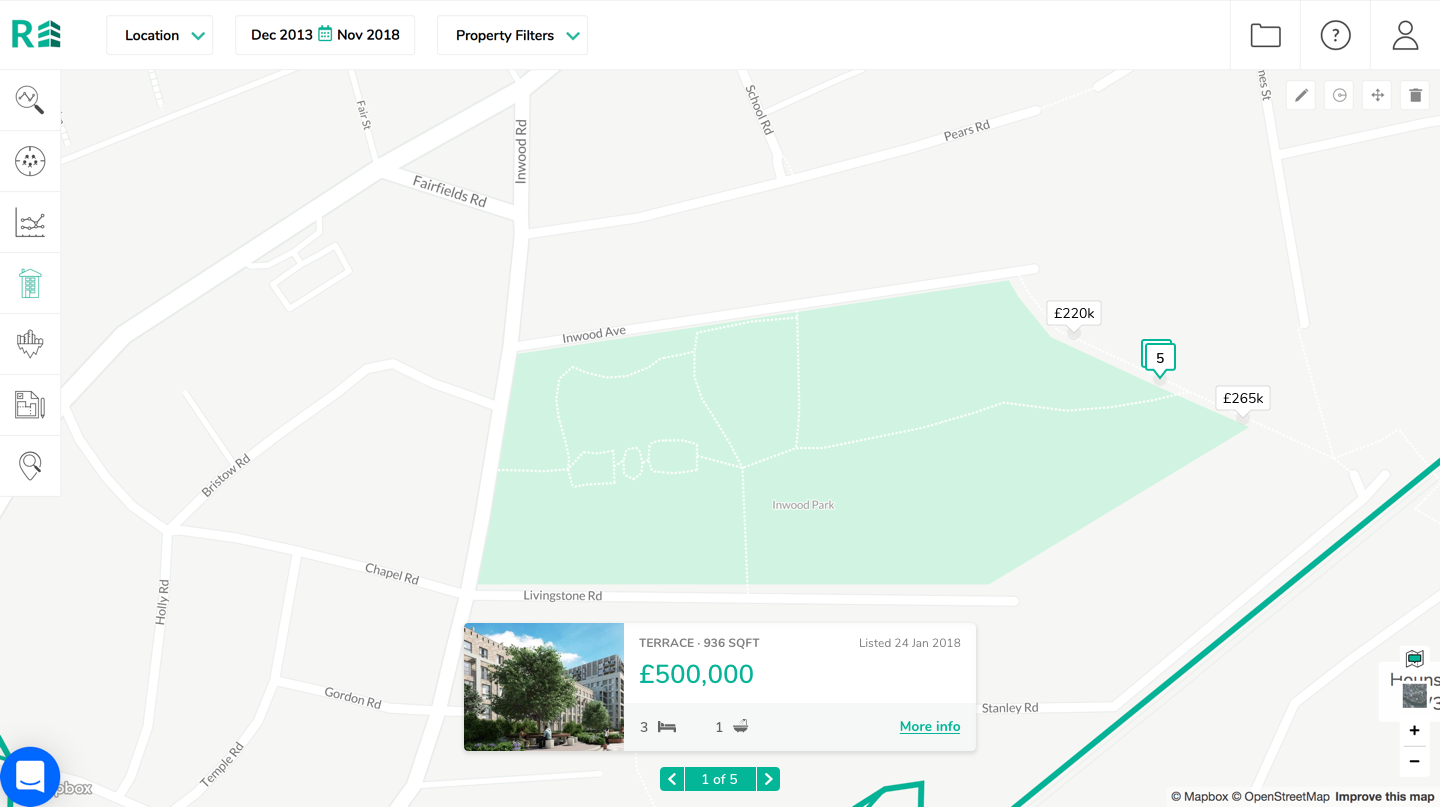 RE
Location
Dec 2013 Nov 2018
Property Filters
?
Fair St
Inwood Rd
School Rd
Pears Rd
nes St
Fairfields Rd
Inwood Ave
£220k
5
£265k
Bristow Rd
Inwood Park
Chapel Rd
Holly Rd
Livingstone Rd
TERRACE · 936 SQFT
Listed 24 Jan 2018
£500,000
3
1
More info
Gordon Rd
Stanley Rd
Temple Rd
1 of 5
+
−
pbox
© Mapbox © OpenStreetMap Improve this map